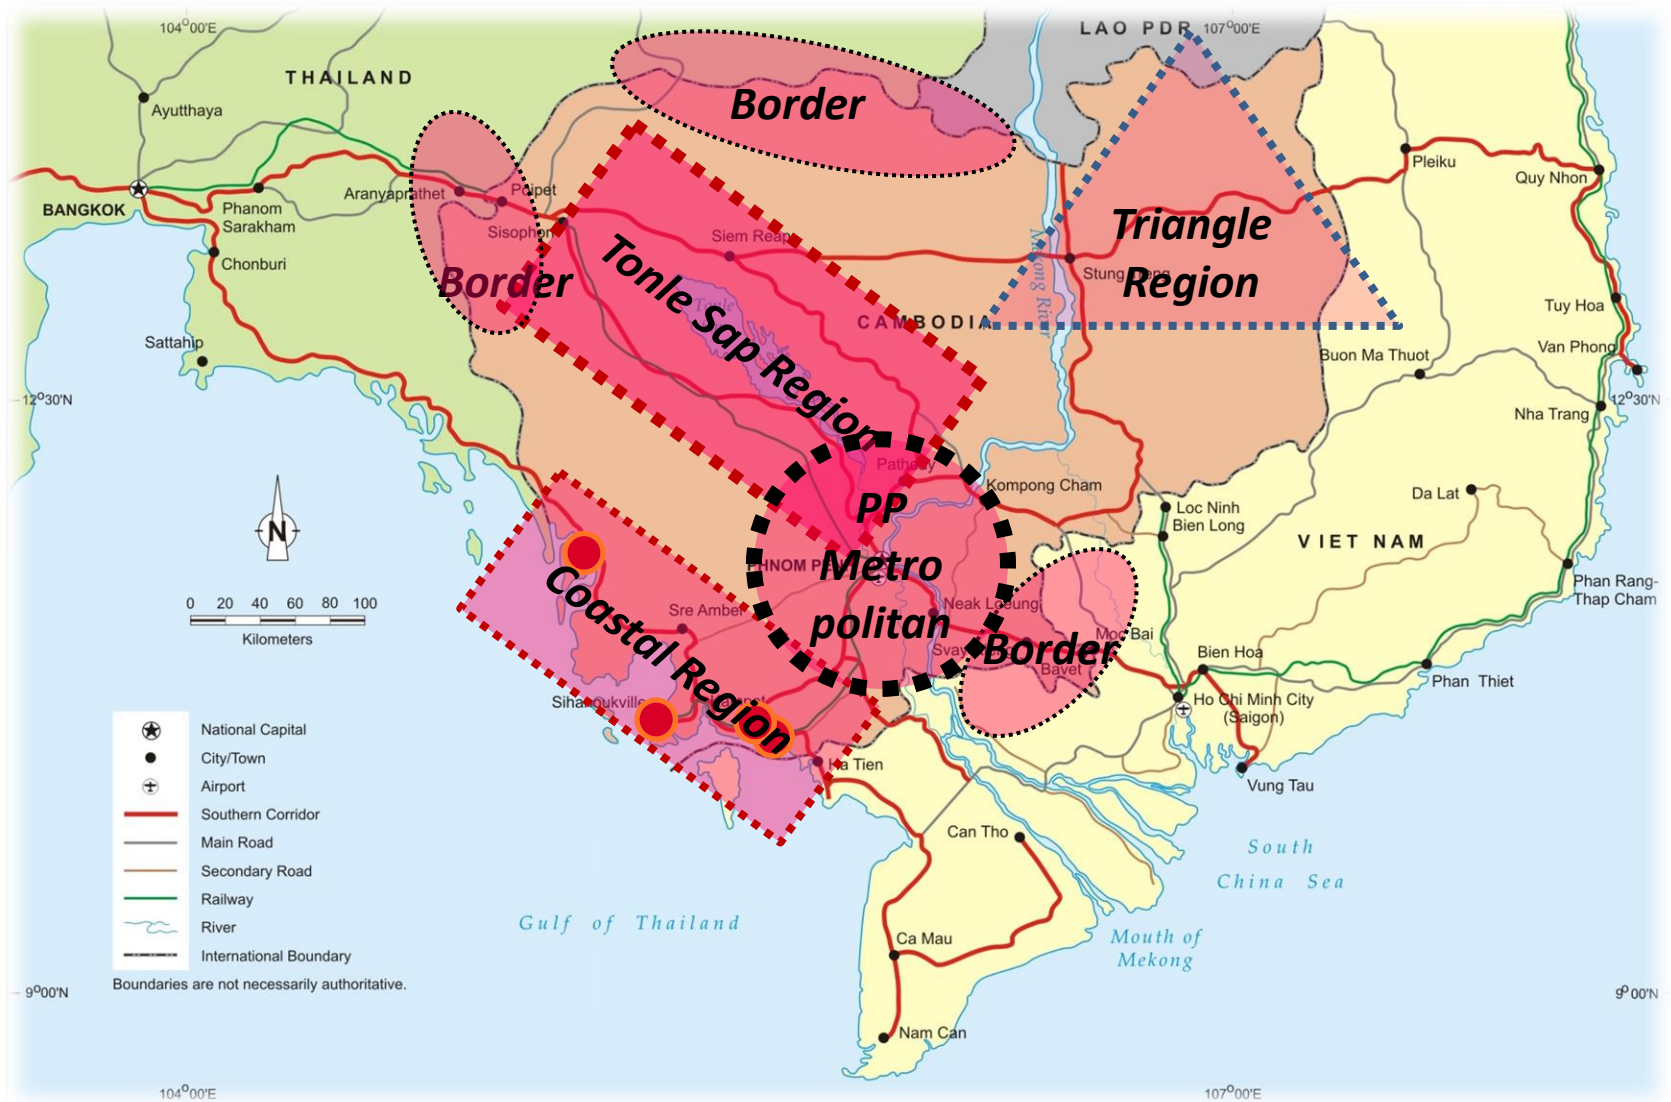 104°00'E
LAO PDR
107°00'E
THAILAND
Ayutthaya
Border
Pleiku
Quy Nhon
BANGKOK
Aranyaprathet
Poipet
Phanom
Sarakham
Sisophon
Siem Reap
Triangle
Region
Chonburi
Stung Treng
Border
Tonle Sap Region
Tonle
Mekong River
CAMBODIA
Tuy Hoa
Sattahip
Van Phong
Buon Ma Thuot
12°30'N
12°30'N
Nha Trang
Kompong Cham
Da Lat
Loc Ninh
Bien Long
N
PP
Metro
politan
VIET NAM
Phan Rang-
Thap Cham
Coastal Region
Sre Amber
Neak Loeung
Moc Bai
Border
Bavet
0 20 40 60 80 100
Kilometers
Bien Hoa
Phan Thiet
Sihanoukville
Ho Chi Minh City
(Saigon)
Ha Tien
Vung Tau
National Capital
City/Town
Airport
Southern Corridor
Main Road
Secondary Road
Railway
River
International Boundary
Boundaries are not necessarily authoritative.
Can Tho
South
China Sea
Gulf of Thailand
Ca Mau
Mouth of
Mekong
9°00'N
9°00'N
Nam Can
104°00'E
107°00'E